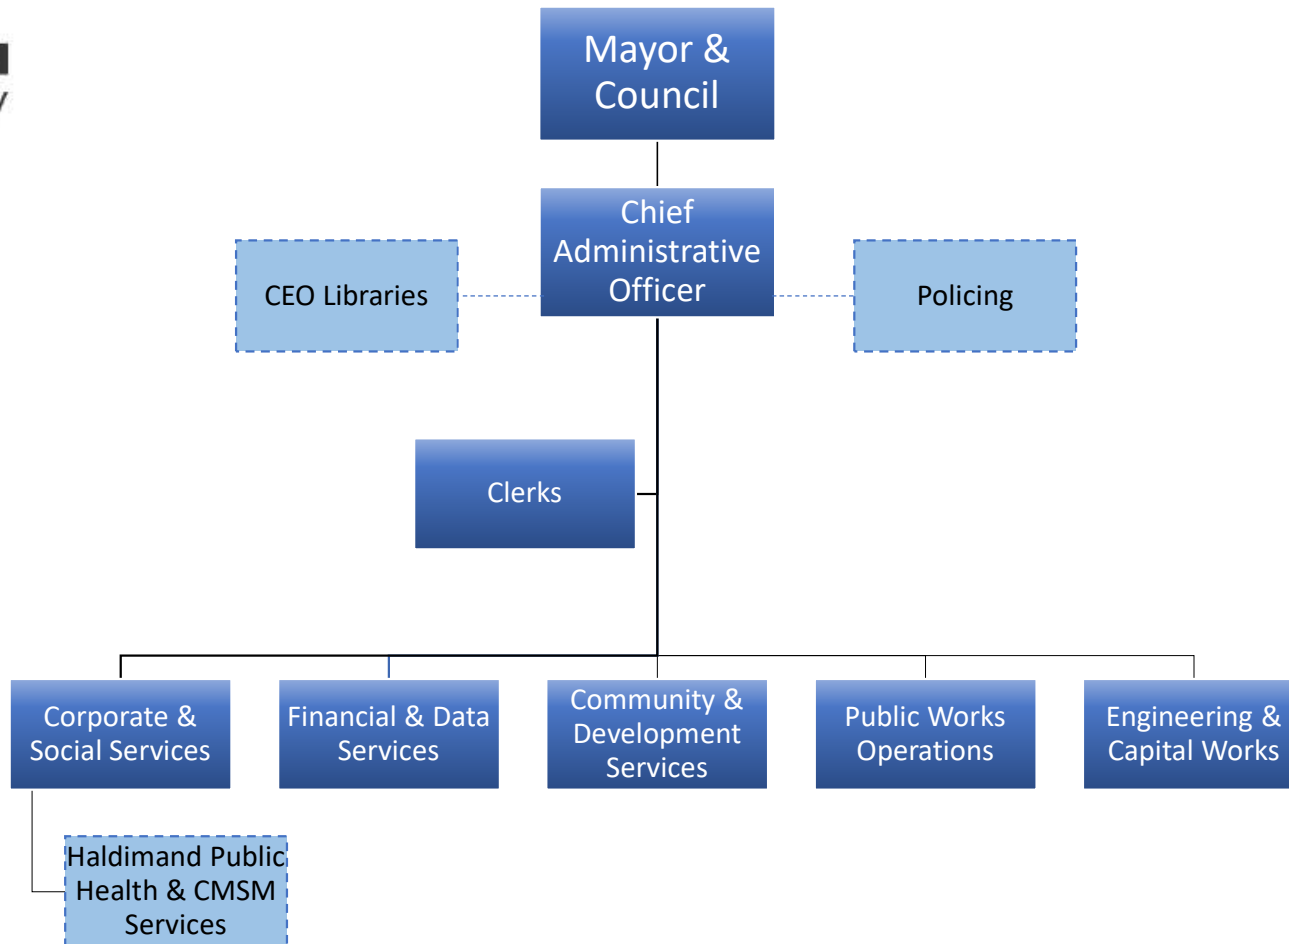 Mayor &
Council
Chief
Administrative
Officer
CEO Libraries
Policing
Clerks
Corporate &
Social Services
Financial & Data
Services
Community &
Development
Services
Public Works
Operations
Engineering &
Capital Works
Haldimand Public
Health & CMSM
Services